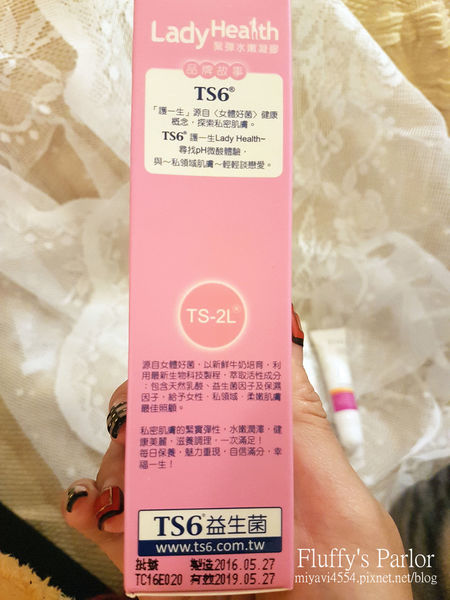 Lady Health
緊彈水嫩凝膠
品牌故事
TS6®
「護一生」源自〈女體好菌〉健康
概念，探索私密肌膚。
TS6® 護一生Lady Health~
尋找pH微酸體驗，
與~私領域肌膚~輕輕談戀愛。
TS-2L®
源自女體好菌，以新鮮牛奶培育，利
用最新生物科技製程，萃取活性成分
：包含天然乳酸、益生菌因子及保濕
因子，給予女性，私領域，柔嫩肌膚
最佳照顧。
私密肌膚的緊實彈性，水嫩潤澤，健
康美麗，滋養調理，一次滿足！
每日保養，魅力重現，自信滿分，幸
福一生！
TS6®益生菌
www.ts6.com.tw
批號 製造2016.05.27
TC16E020 有效2019.05.27
Fluffy's Parlor
miyavi4554.pixnet.net/blog